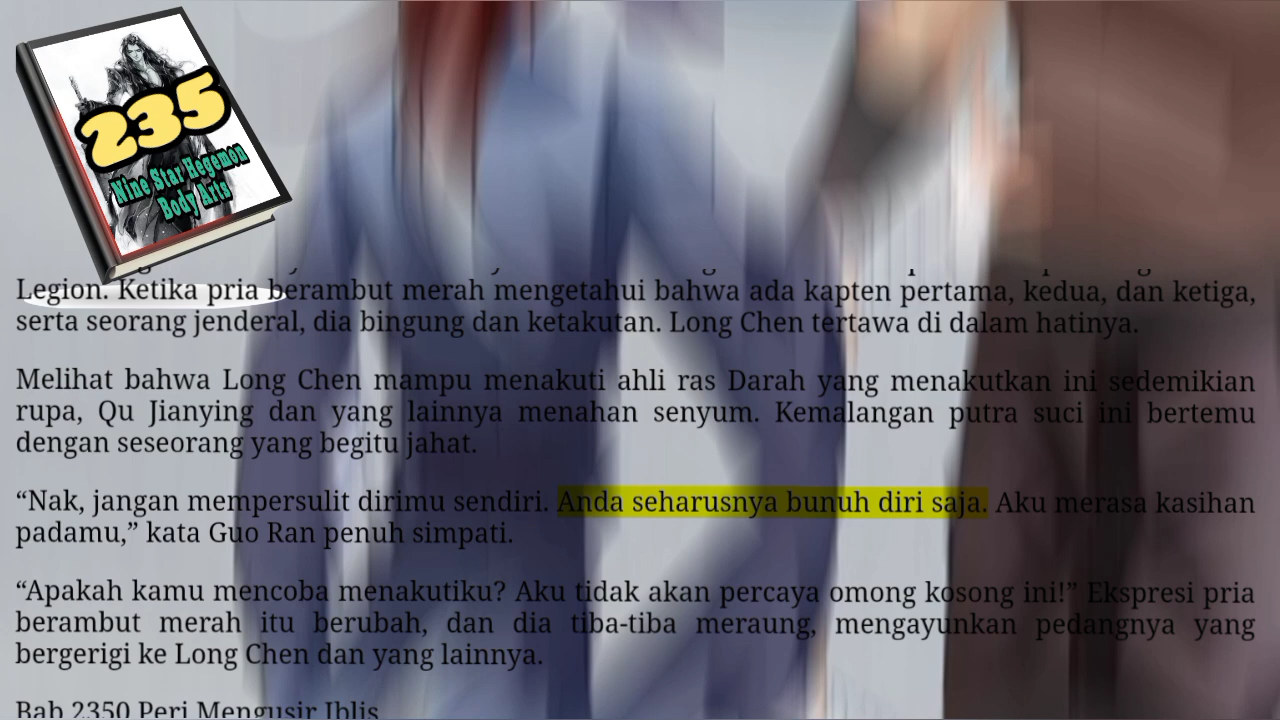 235
Nine Star Hegemon
Body Arts
Legion. Ketika pria berambut merah mengetahui bahwa ada kapten pertama, kedua, dan ketiga,
serta seorang jenderal, dia bingung dan ketakutan. Long Chen tertawa di dalam hatinya.
Melihat bahwa Long Chen mampu menakuti ahli ras Darah yang menakutkan ini sedemikian
rupa, Qu Jianying dan yang lainnya menahan senyum. Kemalangan putra suci ini bertemu
dengan seseorang yang begitu jahat.
“Nak, jangan mempersulit dirimu sendiri. Anda seharusnya bunuh diri saja. Aku merasa kasihan
padamu,” kata Guo Ran penuh simpati.
“Apakah kamu mencoba menakutiku? Aku tidak akan percaya omong kosong ini!” Ekspresi pria
berambut merah itu berubah, dan dia tiba-tiba meraung, mengayunkan pedangnya yang
bergerigi ke Long Chen dan yang lainnya.
Bab 2350 Peri Mengusir Iblis